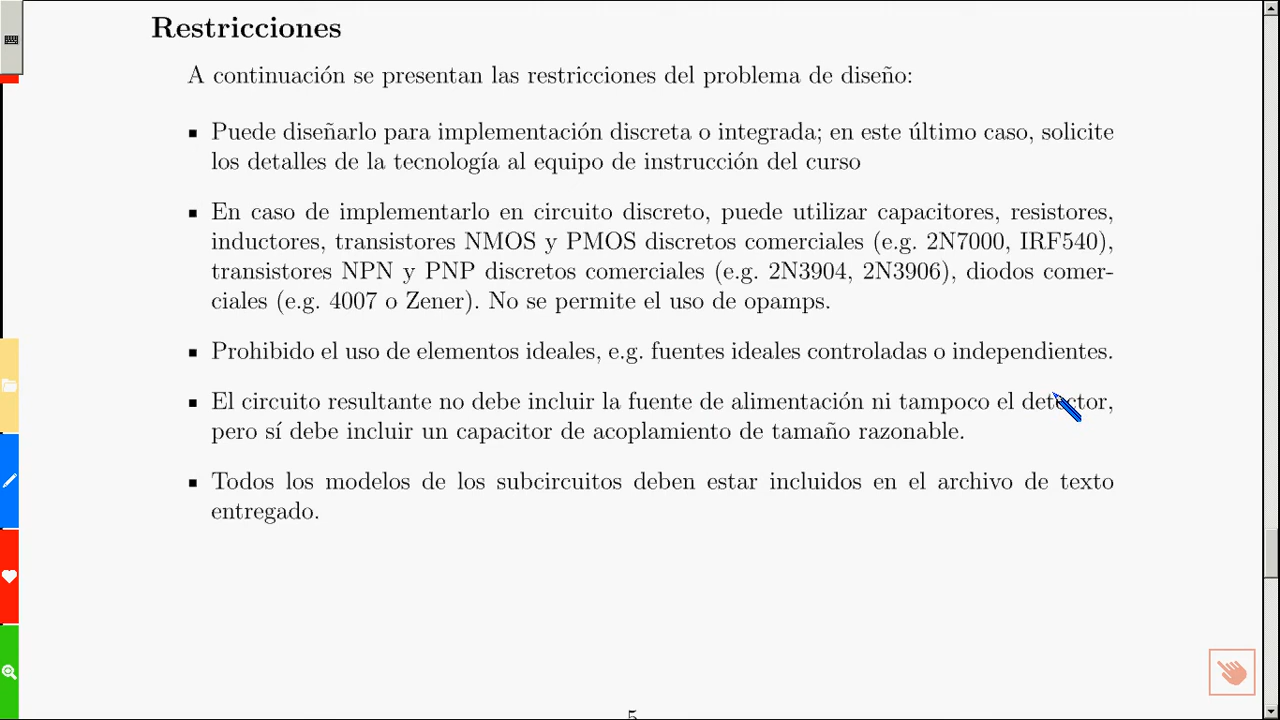 Restricciones
A continuación se presentan las restricciones del problema de diseño:
▪ Puede diseñarlo para implementación discreta o integrada; en este último caso, solicite
los detalles de la tecnología al equipo de instrucción del curso
▪ En caso de implementarlo en circuito discreto, puede utilizar capacitores, resistores,
inductores, transistores NMOS y PMOS discretos comerciales (e.g. 2N7000, IRF540),
transistores NPN y PNP discretos comerciales (e.g. 2N3904, 2N3906), diodos comer-
ciales (e.g. 4007 o Zener). No se permite el uso de opamps.
▪ Prohibido el uso de elementos ideales, e.g. fuentes ideales controladas o independientes.
▪ El circuito resultante no debe incluir la fuente de alimentación ni tampoco el detector,
pero sí debe incluir un capacitor de acoplamiento de tamaño razonable.
▪ Todos los modelos de los subcircuitos deben estar incluidos en el archivo de texto
entregado.
5